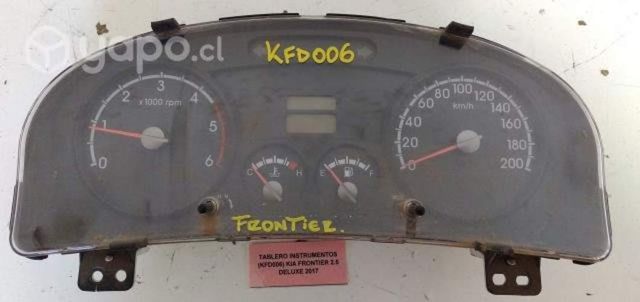 yapo.cl
KFD006
0 1 2 3 4 5 6
x1000 rpm
0 20 40 60 80 100 120 140 160 180 200
km/h
C H
E F
FRONTIER.
TABLERO INSTRUMENTOS
(KFD006) KIA FRONTIER 2.5
DELUXE 2017